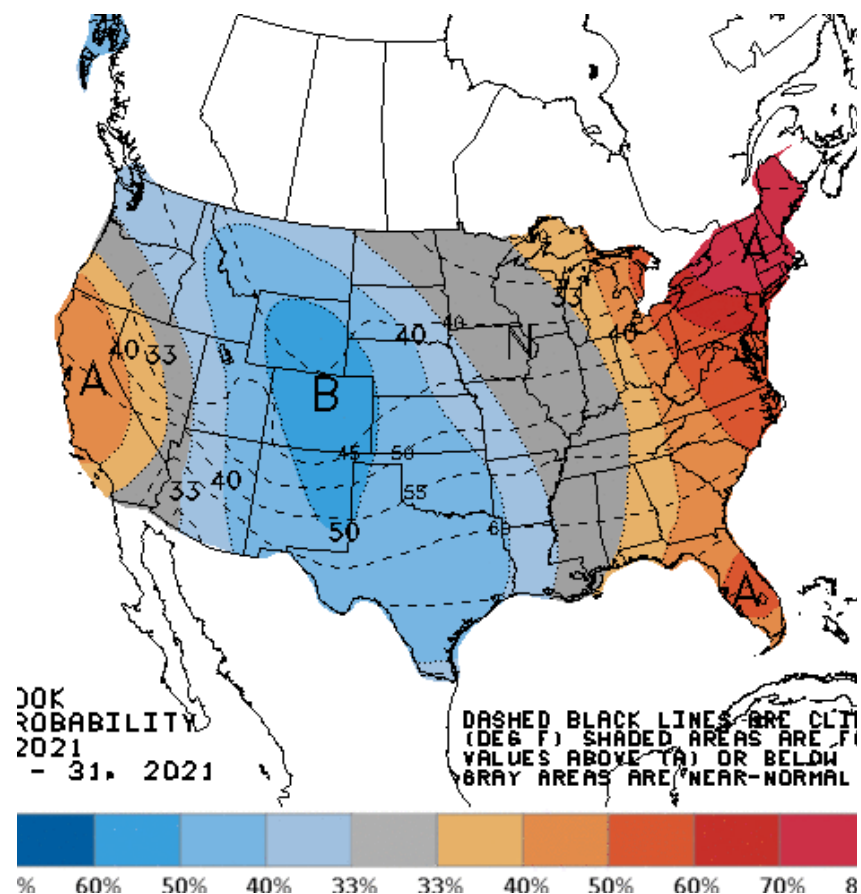 A
33
A
40
N
40
40
33
40
B
A
45
50
33
40
55
50
60
A
OOK
ROBABILITY
2021
- 31, 2021
DASHED BLACK LINES ARE CLIM
(DEG F) SHADED AREAS ARE FO
VALUES ABOVE (A) OR BELOW
GRAY AREAS ARE NEAR-NORMAL
% 60% 50% 40% 33% 33% 40% 50% 60% 70% 8